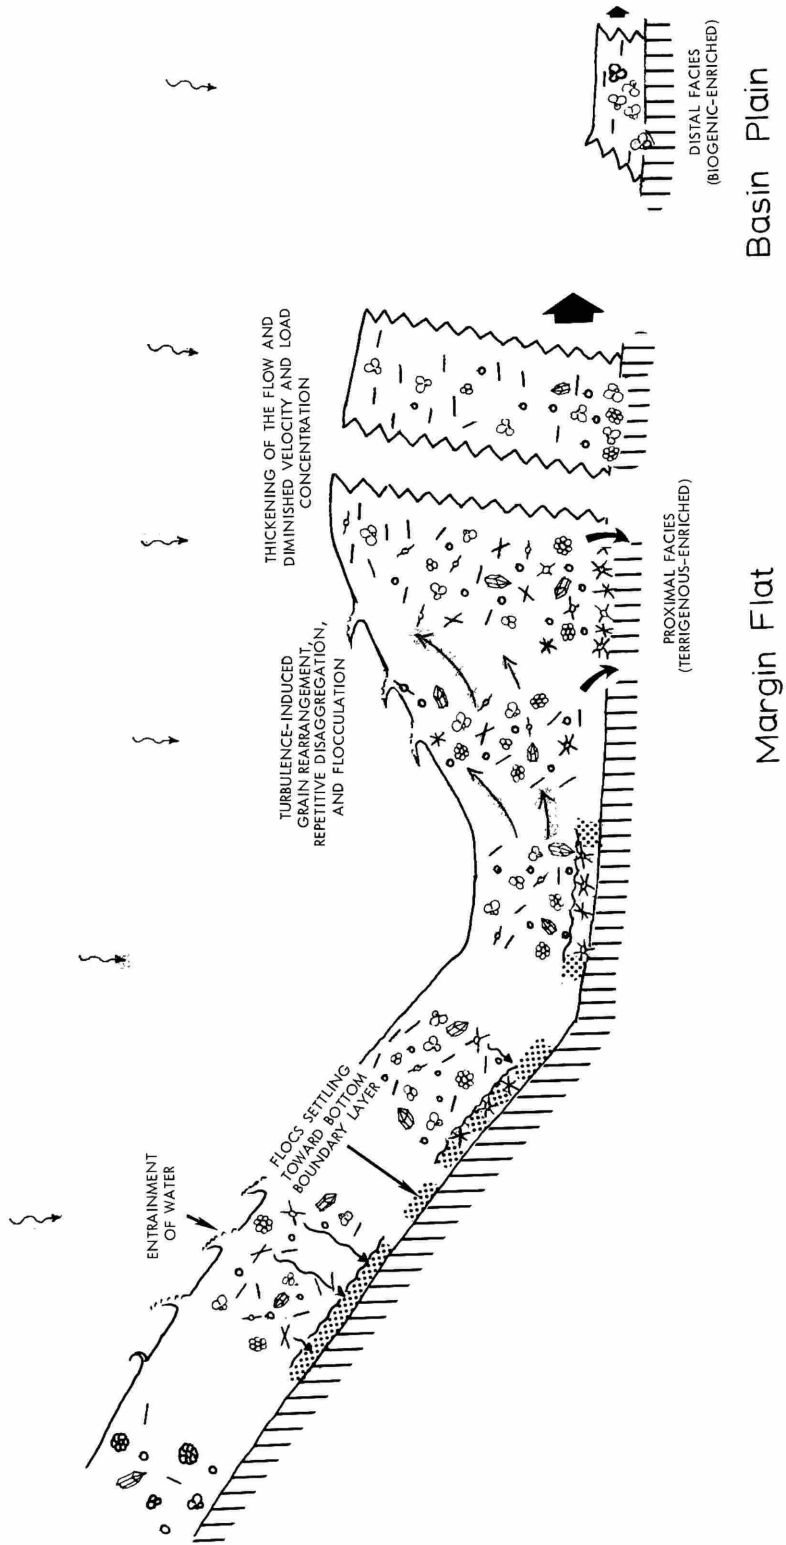 ENTRAINMENT
OF WATER
FLOCS SETTLING
TOWARD BOTTOM
BOUNDARY LAYER
TURBULENCE-INDUCED
GRAIN REARRANGEMENT,
REPETITIVE DISAGGREGATION,
AND FLOCCULATION
THICKENING OF THE FLOW AND
DIMINISHED VELOCITY AND LOAD
CONCENTRATION
PROXIMAL FACIES
(TERRIGENOUS-ENRICHED)
DISTAL FACIES
(BIOGENIC-ENRICHED)
Margin Flat
Basin Plain